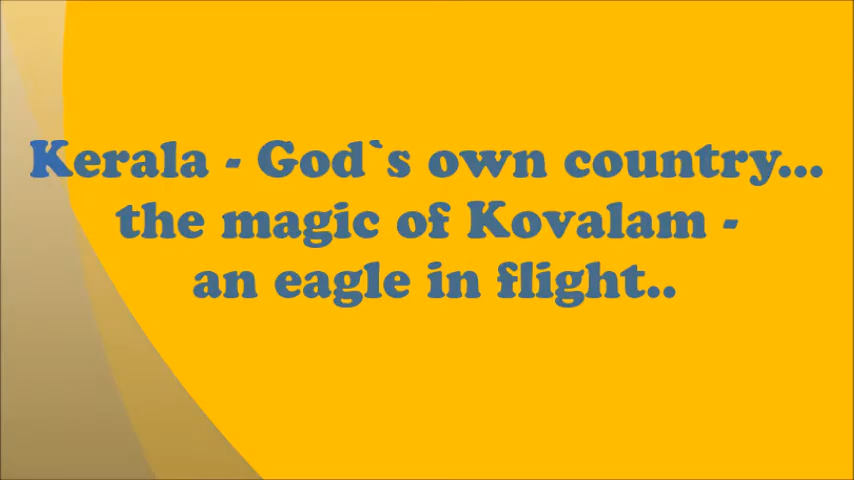 Kerala - God`s own country...
the magic of Kovalam -
an eagle in flight..